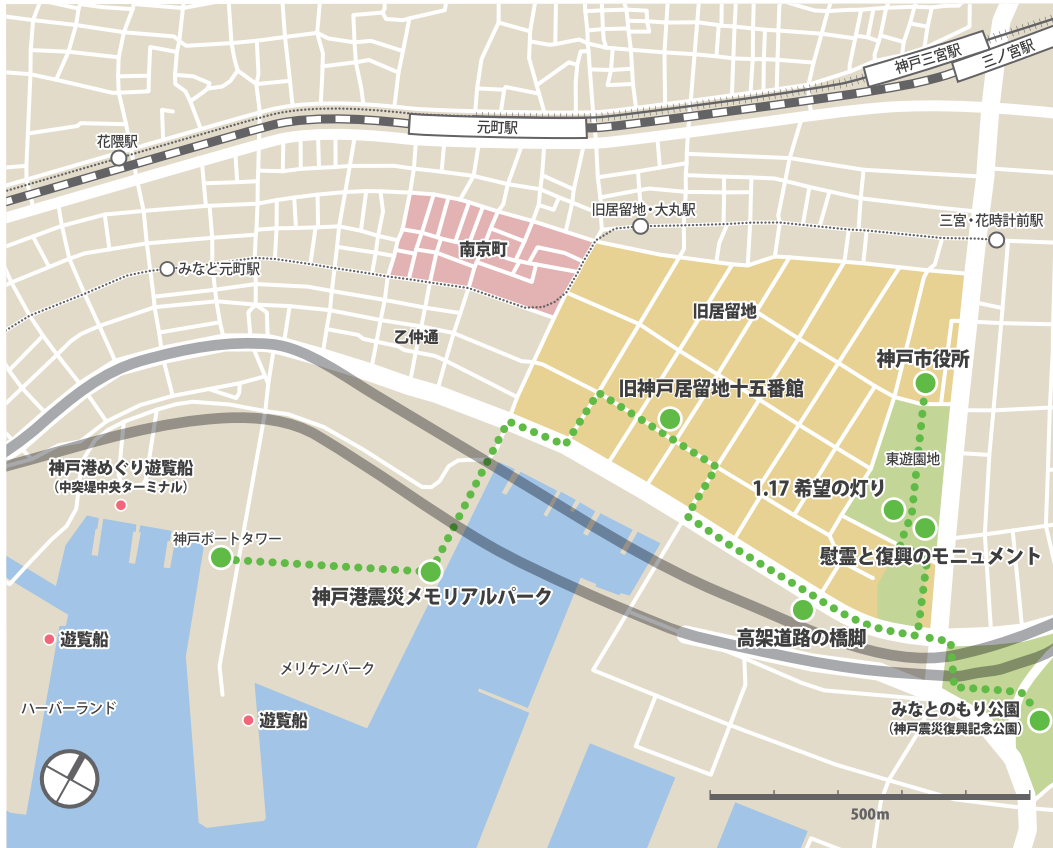 神戸三宮駅
三ノ宮駅
元町駅
花隈駅
旧居留地・大丸駅
三宮・花時計前駅
南京町
みなと元町駅
旧居留地
乙仲通
神戸市役所
旧神戸居留地十五番館
東遊園地
神戸港めぐり遊覧船
（中突堤中央ターミナル）
1.17 希望の灯り
神戸ポートタワー
慰霊と復興のモニュメント
神戸港震災メモリアルパーク
遊覧船
高架道路の橋脚
メリケンパーク
ハーバーランド
遊覧船
みなとのもり公園
（神戸震災復興記念公園）
500m